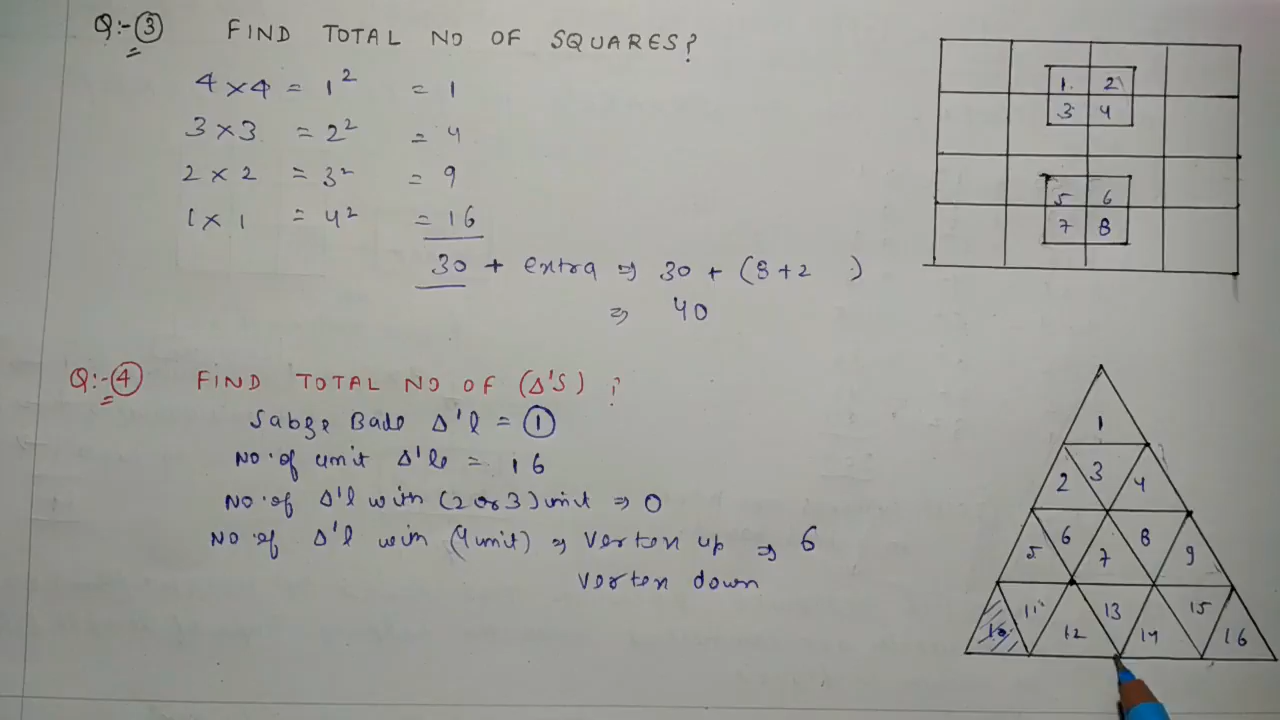 Q:-③ FIND TOTAL NO OF SQUARES?
4 × 4 = 1² = 1
3 × 3 = 2² = 4
2 × 2 = 3² = 9
1 × 1 = 4² = 16
30 + extra ⇒ 30 + (8+2 )
⇒ 40
1. 2
3 4
5 6
7 8
Q:-④ FIND TOTAL NO OF (Δ'S) ?
Sabse Bade Δ'l = ①
NO. of unit Δ'le = 16
NO. of Δ'l with (2 or 3) unit ⇒ 0
NO. of Δ'l with (4 unit) ⇒ Vertex up ⇒ 6
Vertex down
1
2 3 4
5 6 7 8 9
10 11 12 13 14 15 16